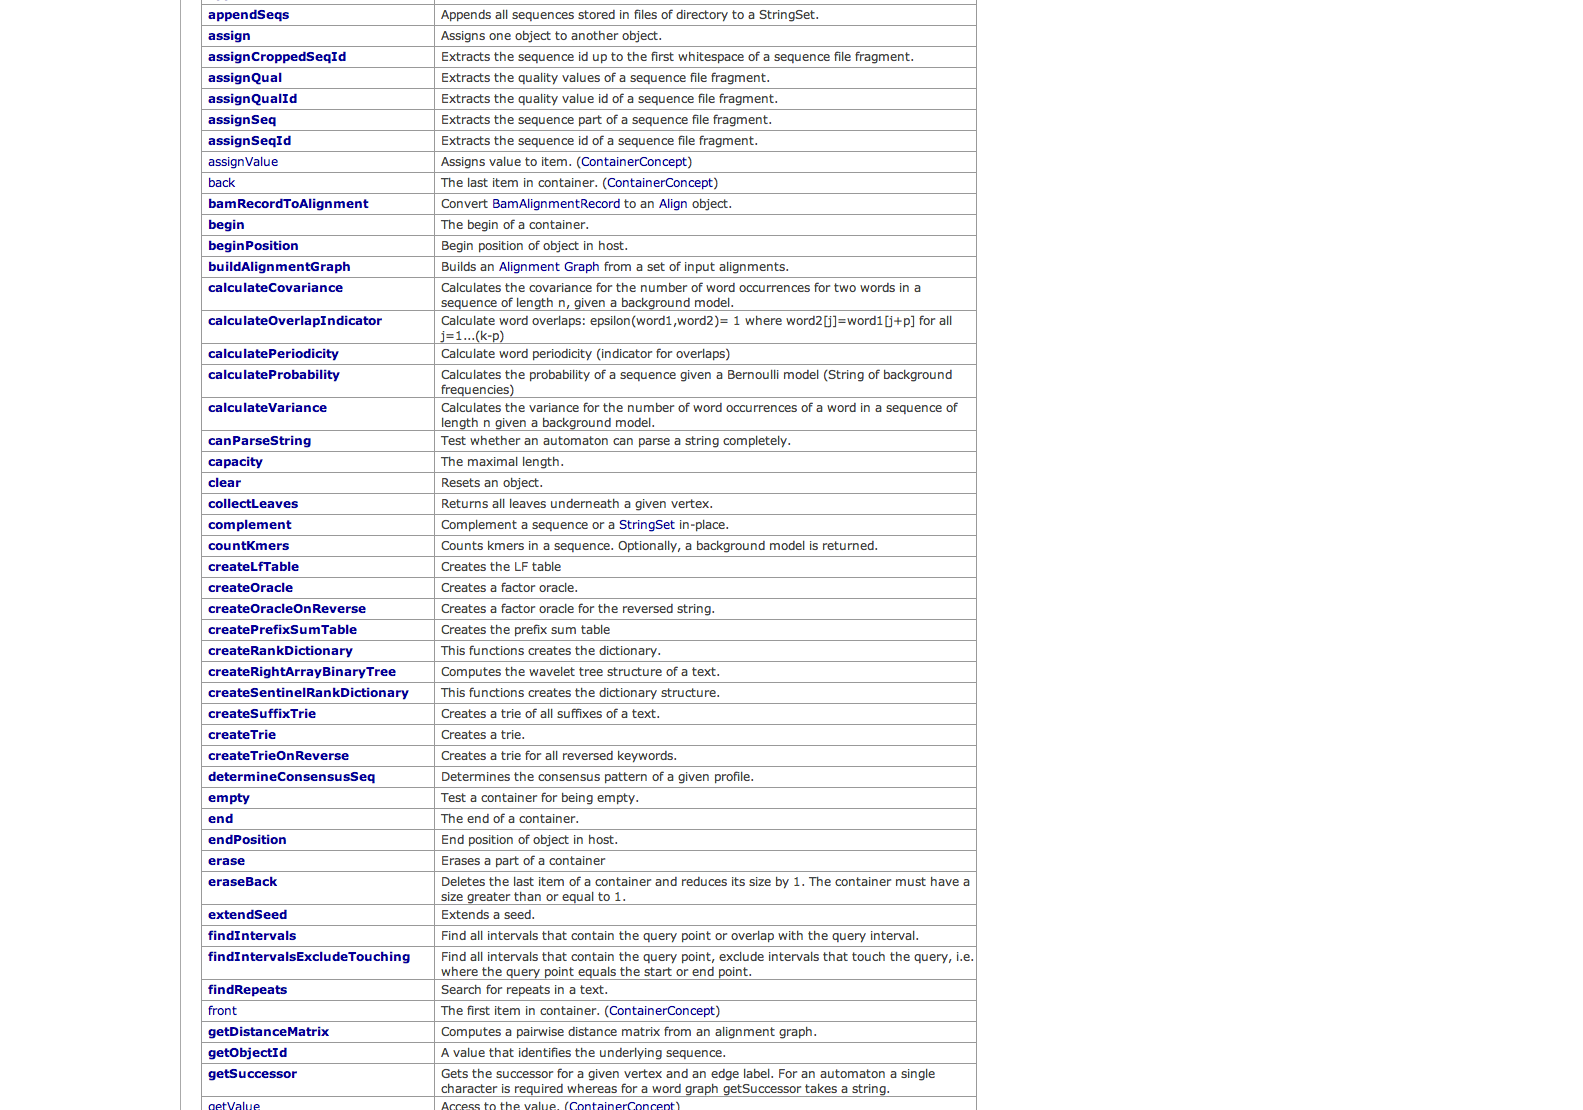 appendSeqs Appends all sequences stored in files of directory to a StringSet.
assign Assigns one object to another object.
assignCroppedSeqId Extracts the sequence id up to the first whitespace of a sequence file fragment.
assignQual Extracts the quality values of a sequence file fragment.
assignQualId Extracts the quality value id of a sequence file fragment.
assignSeq Extracts the sequence part of a sequence file fragment.
assignSeqId Extracts the sequence id of a sequence file fragment.
assignValue Assigns value to item. (ContainerConcept)
back The last item in container. (ContainerConcept)
bamRecordToAlignment Convert BamAlignmentRecord to an Align object.
begin The begin of a container.
beginPosition Begin position of object in host.
buildAlignmentGraph Builds an Alignment Graph from a set of input alignments.
calculateCovariance Calculates the covariance for the number of word occurrences for two words in a
sequence of length n, given a background model.
calculateOverlapIndicator Calculate word overlaps: epsilon(word1,word2)= 1 where word2[j]=word1[j+p] for all
j=1...(k-p)
calculatePeriodicity Calculate word periodicity (indicator for overlaps)
calculateProbability Calculates the probability of a sequence given a Bernoulli model (String of background
frequencies)
calculateVariance Calculates the variance for the number of word occurrences of a word in a sequence of
length n given a background model.
canParseString Test whether an automaton can parse a string completely.
capacity The maximal length.
clear Resets an object.
collectLeaves Returns all leaves underneath a given vertex.
complement Complement a sequence or a StringSet in-place.
countKmers Counts kmers in a sequence. Optionally, a background model is returned.
createLfTable Creates the LF table
createOracle Creates a factor oracle.
createOracleOnReverse Creates a factor oracle for the reversed string.
createPrefixSumTable Creates the prefix sum table
createRankDictionary This functions creates the dictionary.
createRightArrayBinaryTree Computes the wavelet tree structure of a text.
createSentinelRankDictionary This functions creates the dictionary structure.
createSuffixTrie Creates a trie of all suffixes of a text.
createTrie Creates a trie.
createTrieOnReverse Creates a trie for all reversed keywords.
determineConsensusSeq Determines the consensus pattern of a given profile.
empty Test a container for being empty.
end The end of a container.
endPosition End position of object in host.
erase Erases a part of a container
eraseBack Deletes the last item of a container and reduces its size by 1. The container must have a
size greater than or equal to 1.
extendSeed Extends a seed.
findIntervals Find all intervals that contain the query point or overlap with the query interval.
findIntervalsExcludeTouching Find all intervals that contain the query point, exclude intervals that touch the query, i.e.
where the query point equals the start or end point.
findRepeats Search for repeats in a text.
front The first item in container. (ContainerConcept)
getDistanceMatrix Computes a pairwise distance matrix from an alignment graph.
getObjectId A value that identifies the underlying sequence.
getSuccessor Gets the successor for a given vertex and an edge label. For an automaton a single
character is required whereas for a word graph getSuccessor takes a string.
getValue Access to the value. (ContainerConcept)